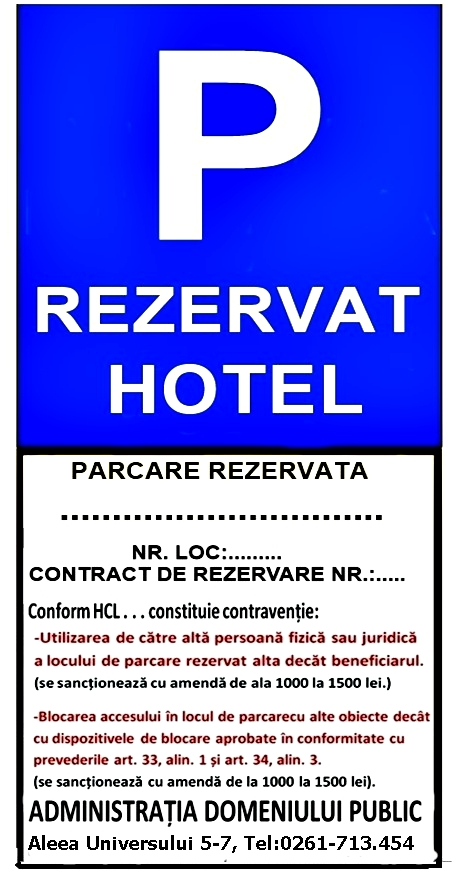 P
REZERVAT
HOTEL
PARCARE REZERVATA
................................
NR. LOC:.........
CONTRACT DE REZERVARE NR.:.....
Conform HCL . . . constituie contravenție:
-Utilizarea de către altă persoană fizică sau juridică
a locului de parcare rezervat alta decăt beneficiarul.
(se sancționează cu amendă de ala 1000 la 1500 lei.)
-Blocarea accesului în locul de parcarecu alte obiecte decât
cu dispozitivele de blocare aprobate în conformitate cu
prevederile art. 33, alin. 1 și art. 34, alin. 3.
(se sancționează cu amendă de la 1000 la 1500 lei).
ADMINISTRAȚIA DOMENIULUI PUBLIC
Aleea Universului 5-7, Tel:0261-713.454